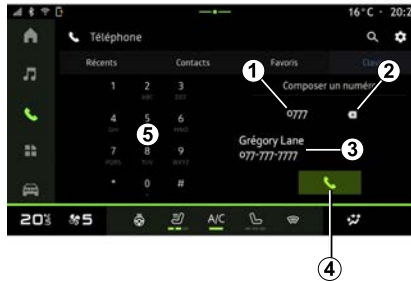 16°C · 20:2
Téléphone
Récents Contacts Favoris Clav
1 2 3 Composer un numéro
1 2
ABC DEF
0777
4 5 6
GHI MNO
5
Grégory Lane
3
077-777-7777
7 8 9
PQRS TUV WXYZ
* 0 #
20°5 5 A/C
4